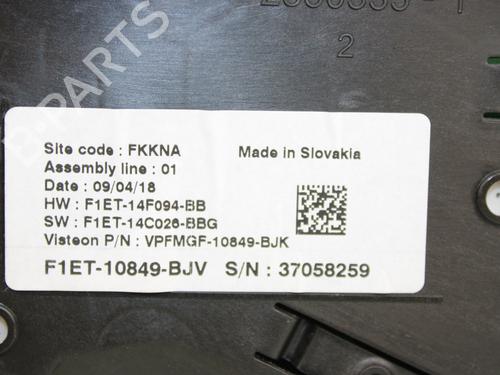 2
Site code : FKKNA
Made in Slovakia
Assembly line : 01
Date : 09/04/18
HW : F1ET-14F094-BB
SW : F1ET-14C026-BBG
Visteon P/N : VPFMGF-10849-BJK
F1ET-10849-BJV S/N : 37058259
B-PARTS